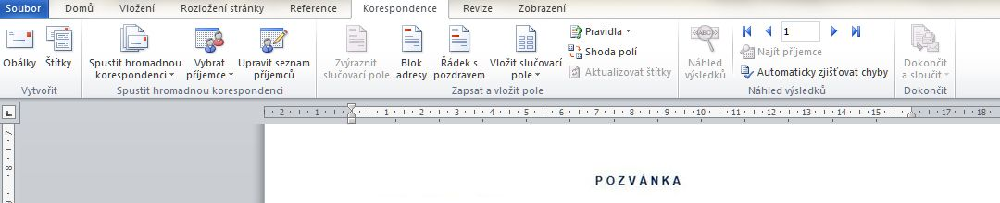 Soubor Domů Vložení Rozložení stránky Reference Korespondence Revize Zobrazení
Obálky Štítky
Vytvořit
Spustit hromadnou korespondenci Vybrat příjemce Upravit seznam příjemců
Spustit hromadnou korespondenci
Zvýraznit slučovací pole Blok adresy Řádek s pozdravem Vložit slučovací pole
Pravidla
Shoda polí
Aktualizovat štítky
Zapsat a vložit pole
ABC
Náhled výsledků
1
Najít příjemce
Automaticky zjišťovat chyby
Náhled výsledků
Dokončit a sloučit
Dokončit
L
2 1 1 2 3 4 5 6 7 8 9 10 11 12 13 14 15 17 18
7
8
9
POZVÁNKA